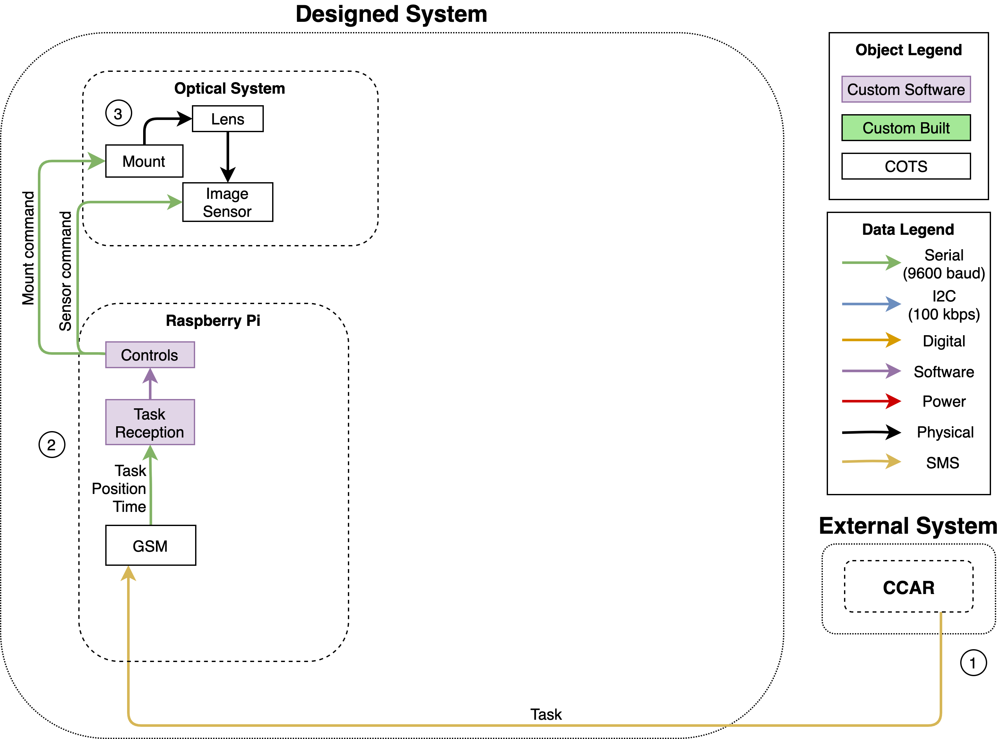 Designed System
Optical System
3
Lens
Mount
Image
Sensor
Mount command
Sensor command
Raspberry Pi
Controls
Task
Reception
2
Task
Position
Time
GSM
Task
Object Legend
Custom Software
Custom Built
COTS
Data Legend
Serial
(9600 baud)
I2C
(100 kbps)
Digital
Software
Power
Physical
SMS
External System
CCAR
1